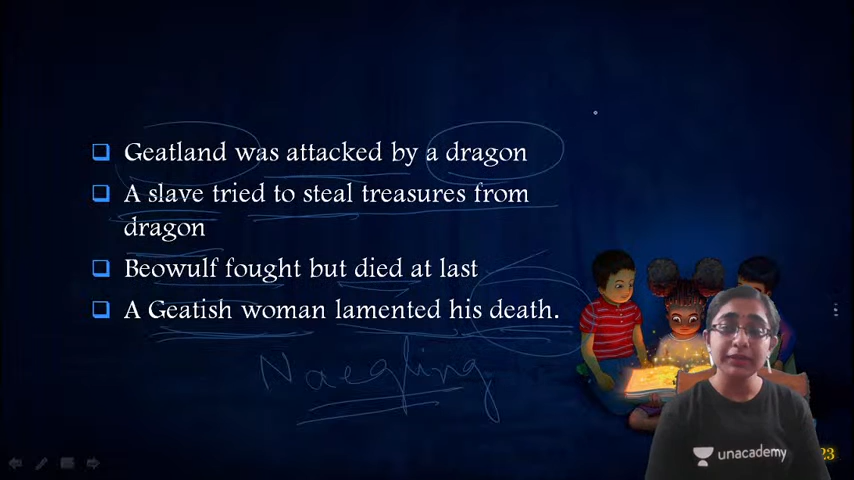 Geatland was attacked by a dragon
A slave tried to steal treasures from
dragon
Beowulf fought but died at last
A Geatish woman lamented his death.
Naegling
unacademy
23